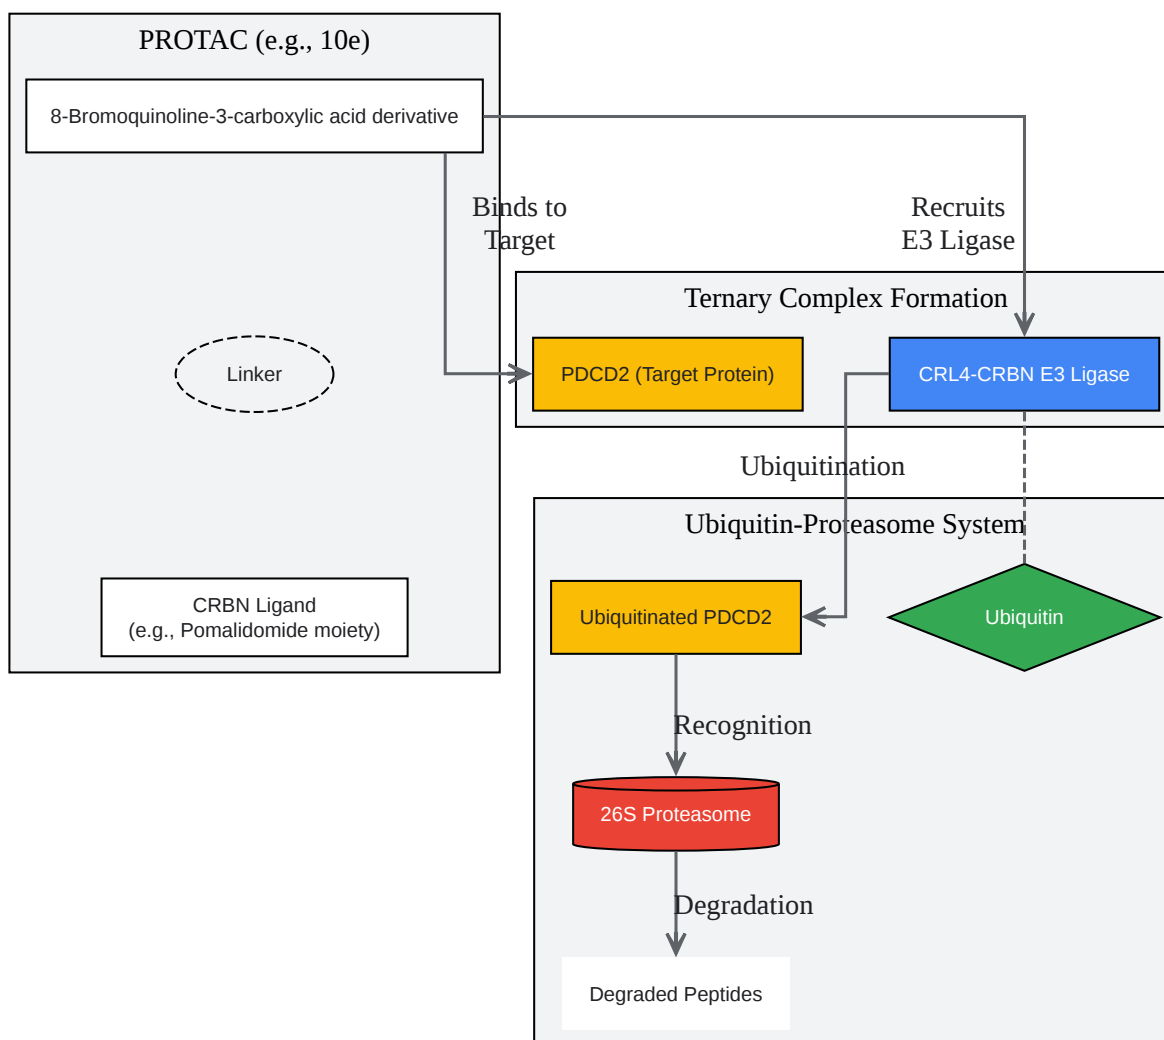 PROTAC (e.g., 10e)
8-Bromoquinoline-3-carboxylic acid derivative
Binds to
Target
Recruits
E3 Ligase
Ternary Complex Formation
Linker
PDCD2 (Target Protein)
CRL4-CRBN E3 Ligase
Ubiquitination
Ubiquitin-Proteasome System
CRBN Ligand
(e.g., Pomalidomide moiety)
Ubiquitinated PDCD2
Ubiquitin
Recognition
26S Proteasome
Degradation
Degraded Peptides